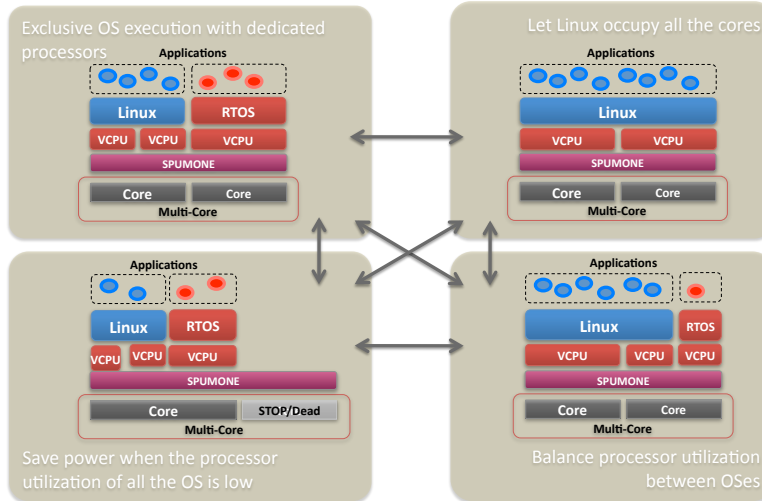 Exclusive OS execution with dedicated
processors
Applications
Linux RTOS
VCPU VCPU VCPU
SPUMONE
Core Core
Multi-Core
Let Linux occupy all the cores
Applications
Linux
VCPU VCPU
SPUMONE
Core Core
Multi-Core
Applications
Linux RTOS
VCPU VCPU VCPU
SPUMONE
Core STOP/Dead
Multi-Core
Save power when the processor
utilization of all the OS is low
Applications
Linux RTOS
VCPU VCPU VCPU
SPUMONE
Core Core
Multi-Core
Balance processor utilization
between OSes